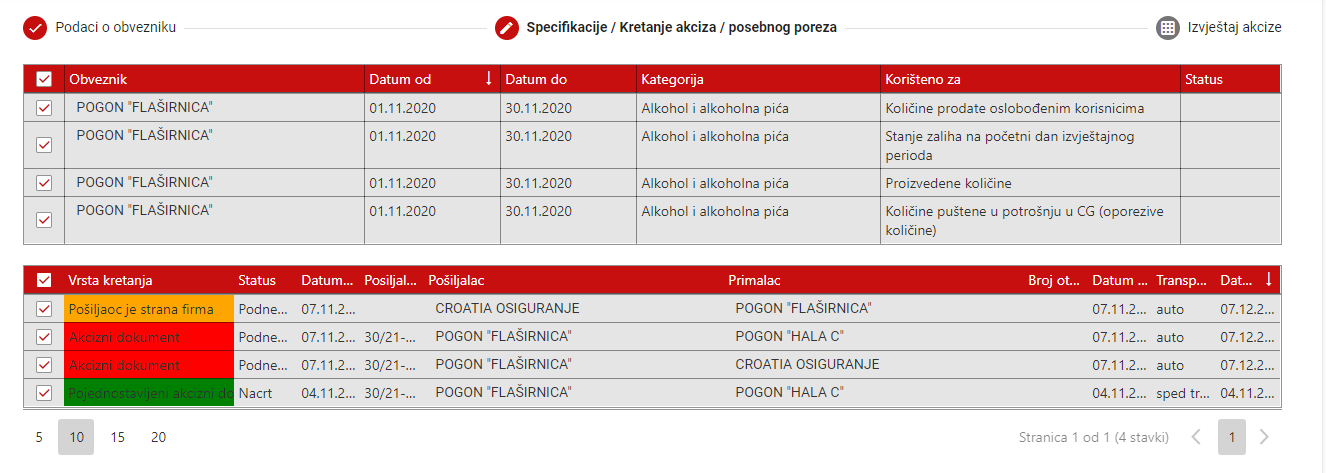 Podaci o obvezniku
Specifikacije / Kretanje akciza / posebnog poreza
Izvještaj akcize
Obveznik Datum od Datum do Kategorija Korišteno za Status
POGON "FLAŠIRNICA" 01.11.2020 30.11.2020 Alkohol i alkoholna pića Količine prodate oslobođenim korisnicima
POGON "FLAŠIRNICA" 01.11.2020 30.11.2020 Alkohol i alkoholna pića Stanje zaliha na početni dan izvještajnog
perioda
POGON "FLAŠIRNICA" 01.11.2020 30.11.2020 Alkohol i alkoholna pića Proizvedene količine
POGON "FLAŠIRNICA" 01.11.2020 30.11.2020 Alkohol i alkoholna pića Količine puštene u potrošnju u CG (oporezive
količine)
Vrsta kretanja Status Datum... Posiljal... Pošiljalac Primalac Broj ot... Datum ... Transp... Dat...
Pošiljaoc je strana firma Podne... 07.11.2... CROATIA OSIGURANJE POGON "FLAŠIRNICA" 07.11.2... auto 07.12.2...
Akcizni dokument Podne... 07.11.2... 30/21-... POGON "FLAŠIRNICA" POGON "HALA C" 07.11.2... auto 07.12.2...
Akcizni dokument Podne... 07.11.2... 30/21-... POGON "FLAŠIRNICA" CROATIA OSIGURANJE 07.11.2... auto 07.12.2...
Pojednostavljeni akcizni do Nacrt 04.11.2... 30/21-... POGON "FLAŠIRNICA" POGON "HALA C" 04.11.2... sped tr... 04.11.2...
5 10 15 20 Stranica 1 od 1 (4 stavki) 1